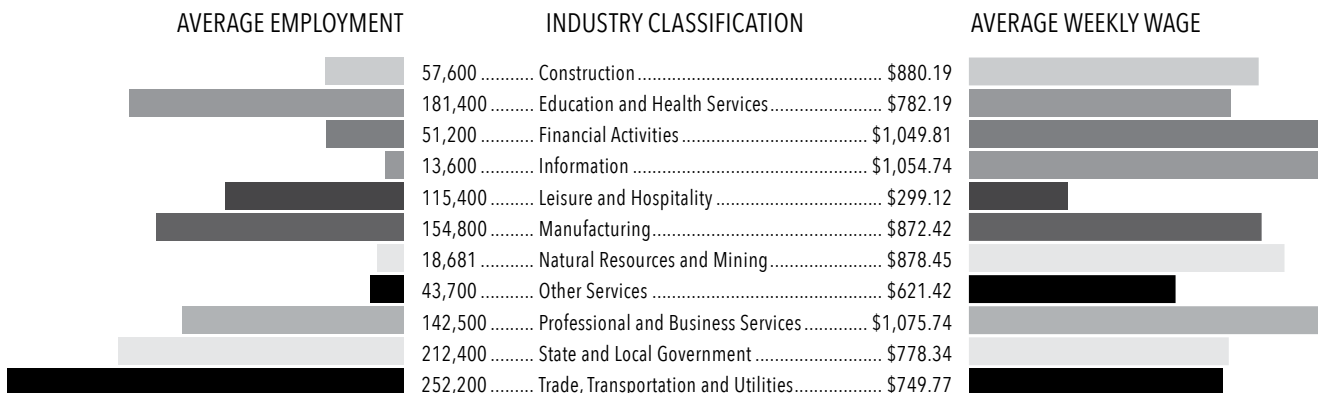 AVERAGE EMPLOYMENT INDUSTRY CLASSIFICATION AVERAGE WEEKLY WAGE
57,600 ........... Construction ................................................. $880.19
181,400 ......... Education and Health Services ....................... $782.19
51,200 ........... Financial Activities ...................................... $1,049.81
13,600 ........... Information ................................................ $1,054.74
115,400 ......... Leisure and Hospitality .................................. $299.12
154,800 ......... Manufacturing............................................... $872.42
18,681 ........... Natural Resources and Mining....................... $878.45
43,700 ........... Other Services ............................................... $621.42
142,500 ......... Professional and Business Services ............. $1,075.74
212,400 ......... State and Local Government .......................... $778.34
252,200 ......... Trade, Transportation and Utilities.................. $749.77